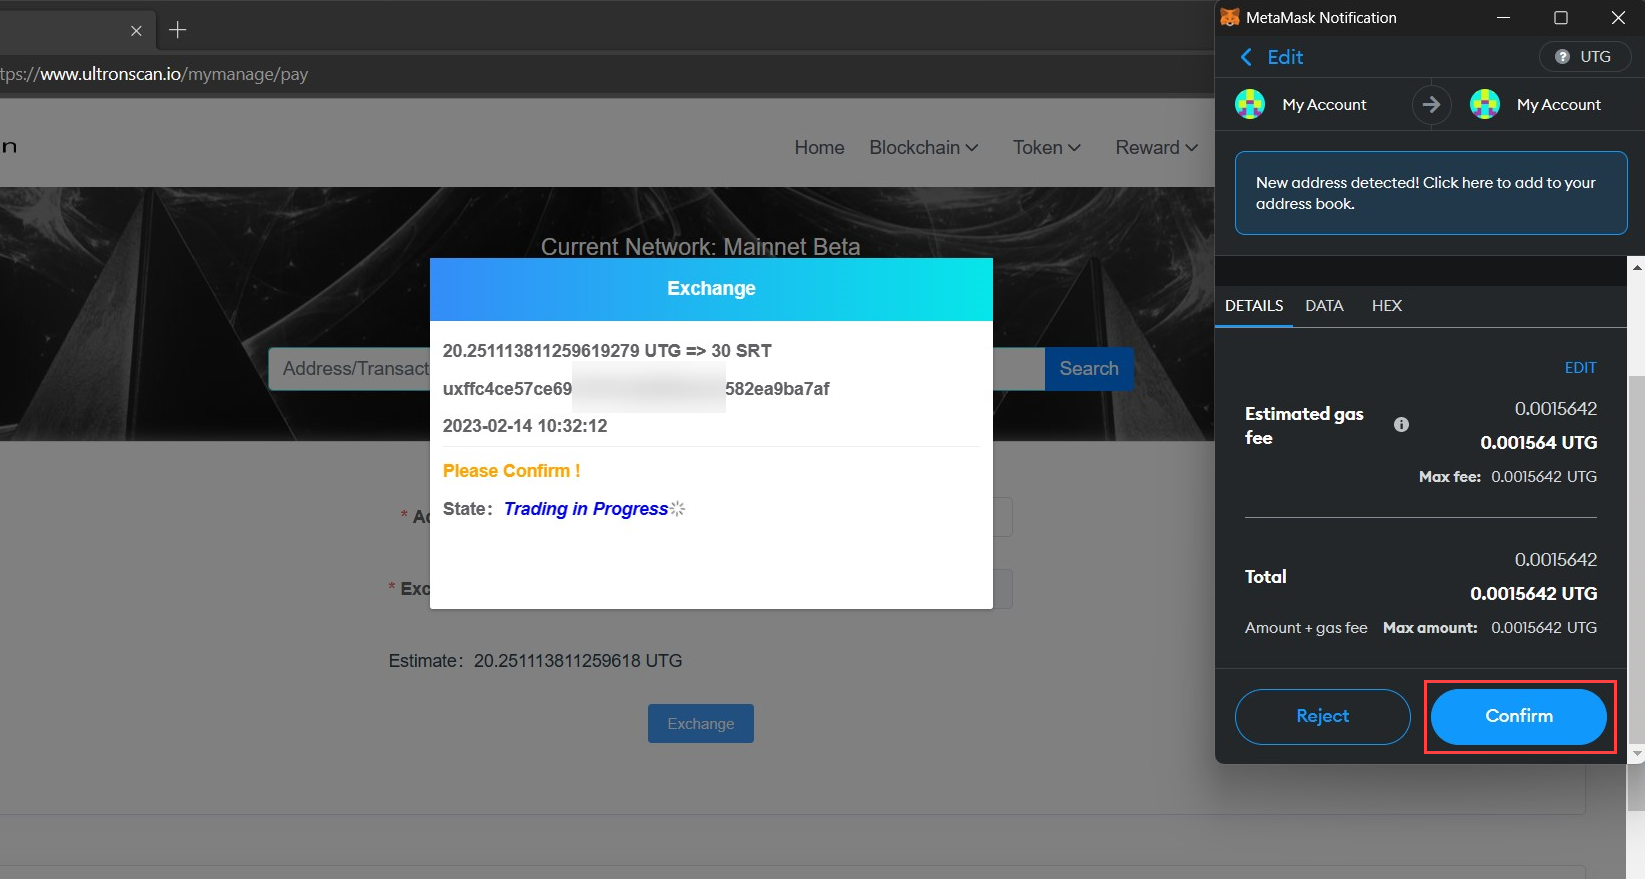 tps://www.ultronscan.io/mymanage/pay
n
Home Blockchain Token Reward
Current Network: Mainnet Beta
Address/Transact
Search
Exchange
20.251113811259619279 UTG => 30 SRT
uxffc4ce57ce69
582ea9ba7af
2023-02-14 10:32:12
Please Confirm !
State: Trading in Progress
* Ac
* Exc
Estimate: 20.251113811259618 UTG
Exchange
MetaMask Notification
Edit
UTG
My Account
My Account
New address detected! Click here to add to your
address book.
DETAILS DATA HEX
EDIT
Estimated gas
fee
0.0015642
0.001564 UTG
Max fee: 0.0015642 UTG
Total
0.0015642
0.0015642 UTG
Amount + gas fee Max amount: 0.0015642 UTG
Reject
Confirm